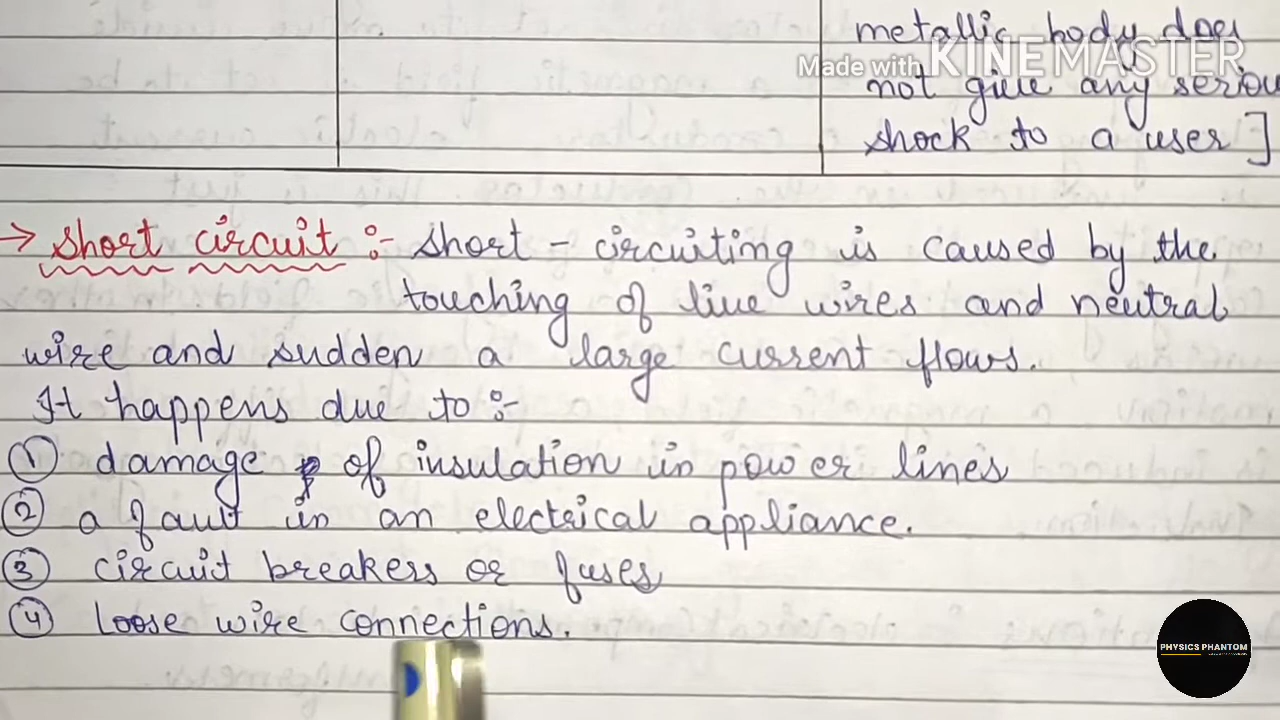 metallic body does
Made with KINEMASTER
not give any seriou
shock to a user]
→ Short circuit :- Short - circuiting is caused by the
touching of live wires and neutral
wire and sudden a large current flows.
It happens due to :-
① damage of insulation in power lines
② a fault in an electrical appliance.
③ circuit breakers or fuses
④ Loose wire connections.
PHYSICS PHANTOM